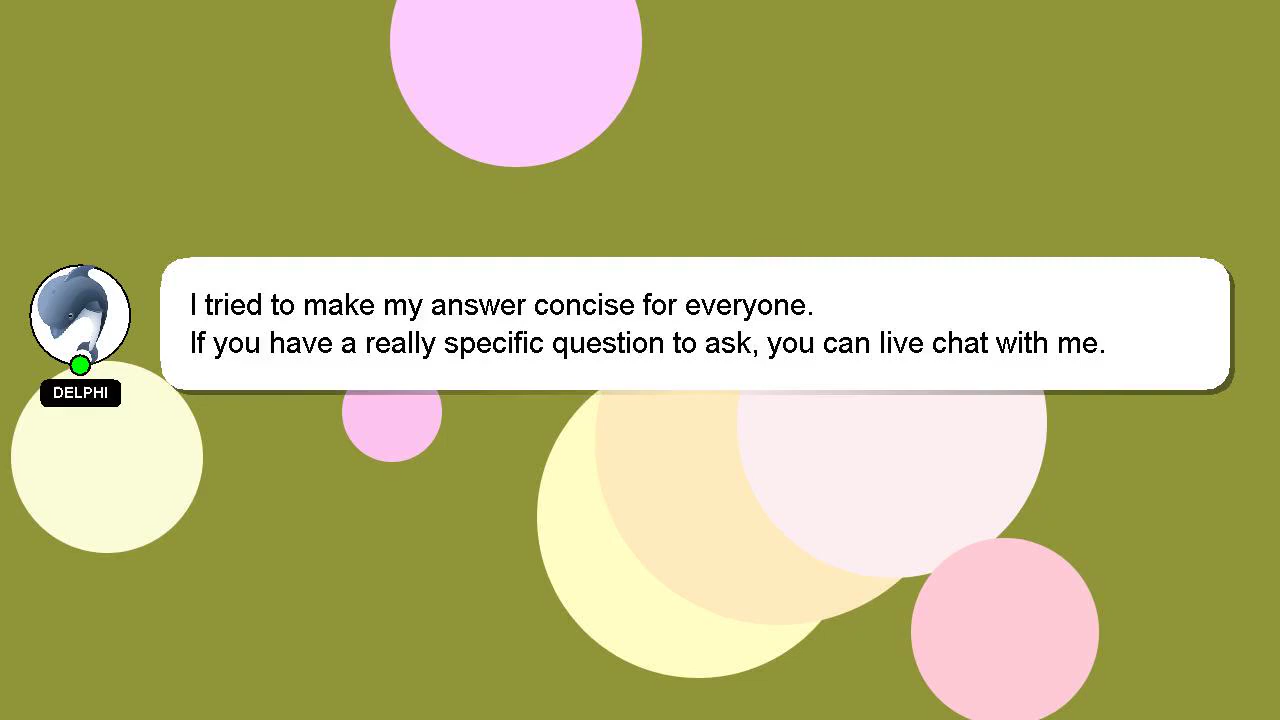 I tried to make my answer concise for everyone.
If you have a really specific question to ask, you can live chat with me.
DELPHI